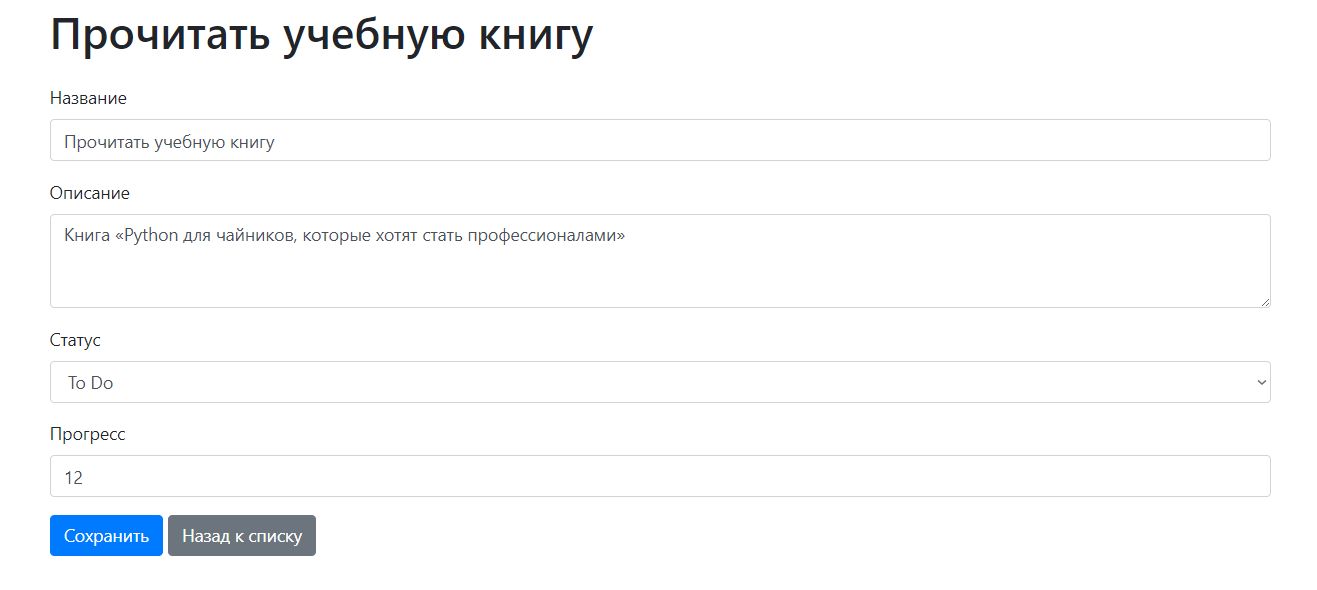 Прочитать учебную книгу
Название
Прочитать учебную книгу
Описание
Книга «Python для чайников, которые хотят стать профессионалами»
Статус
To Do
Прогресс
12
Сохранить Назад к списку